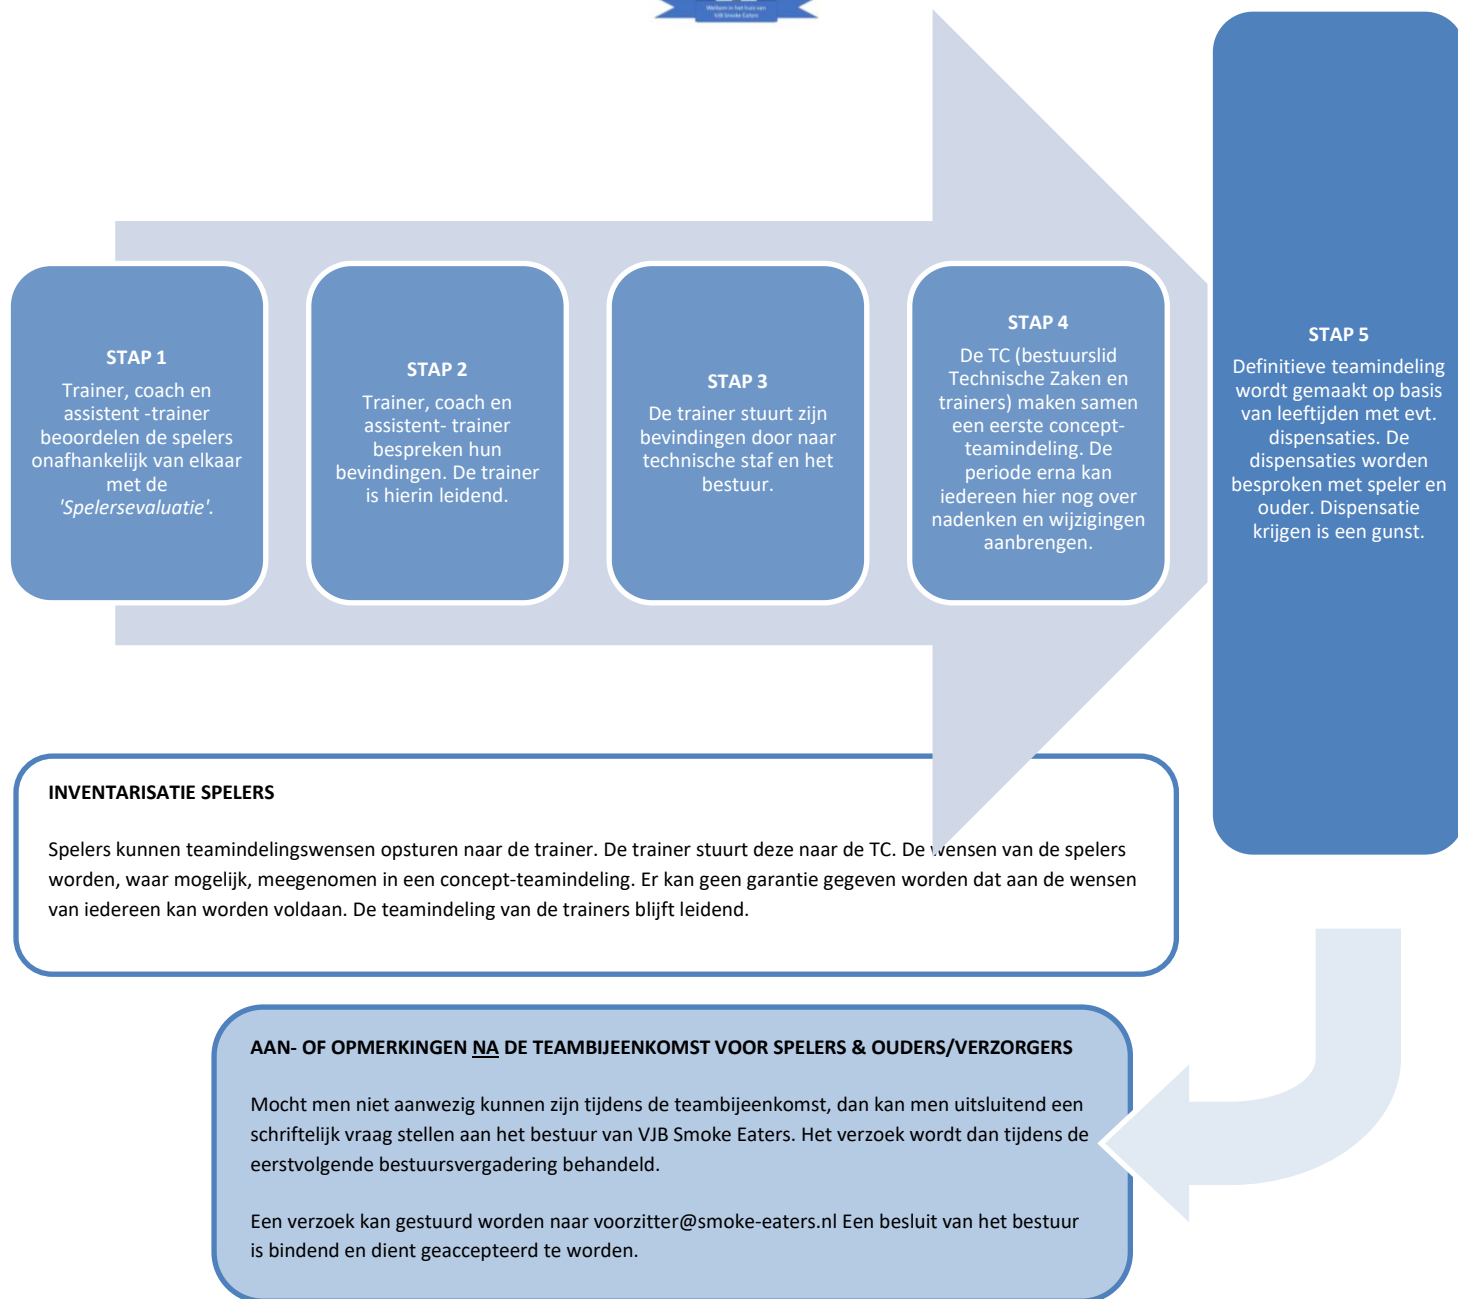 Welkom in het huis van
VJB Smoke Eaters
STAP 1
Trainer, coach en
assistent -trainer
beoordelen de spelers
onafhankelijk van elkaar
met de
'Spelersevaluatie'.
STAP 2
Trainer, coach en
assistent- trainer
bespreken hun
bevindingen. De trainer
is hierin leidend.
STAP 3
De trainer stuurt zijn
bevindingen door naar
technische staf en het
bestuur.
STAP 4
De TC (bestuurslid
Technische Zaken en
trainers) maken samen
een eerste concept-
teamindeling. De
periode erna kan
iedereen hier nog over
nadenken en wijzigingen
aanbrengen.
STAP 5
Definitieve teamindeling
wordt gemaakt op basis
van leeftijden met evt.
dispensaties. De
dispensaties worden
besproken met speler en
ouder. Dispensatie
krijgen is een gunst.
INVENTARISATIE SPELERS
Spelers kunnen teamindelingswensen opsturen naar de trainer. De trainer stuurt deze naar de TC. De wensen van de spelers
worden, waar mogelijk, meegenomen in een concept-teamindeling. Er kan geen garantie gegeven worden dat aan de wensen
van iedereen kan worden voldaan. De teamindeling van de trainers blijft leidend.
AAN- OF OPMERKINGEN NA DE TEAMBIJEENKOMST VOOR SPELERS & OUDERS/VERZORGERS
Mocht men niet aanwezig kunnen zijn tijdens de teambijeenkomst, dan kan men uitsluitend een
schriftelijk vraag stellen aan het bestuur van VJB Smoke Eaters. Het verzoek wordt dan tijdens de
eerstvolgende bestuursvergadering behandeld.
Een verzoek kan gestuurd worden naar voorzitter@smoke-eaters.nl Een besluit van het bestuur
is bindend en dient geaccepteerd te worden.